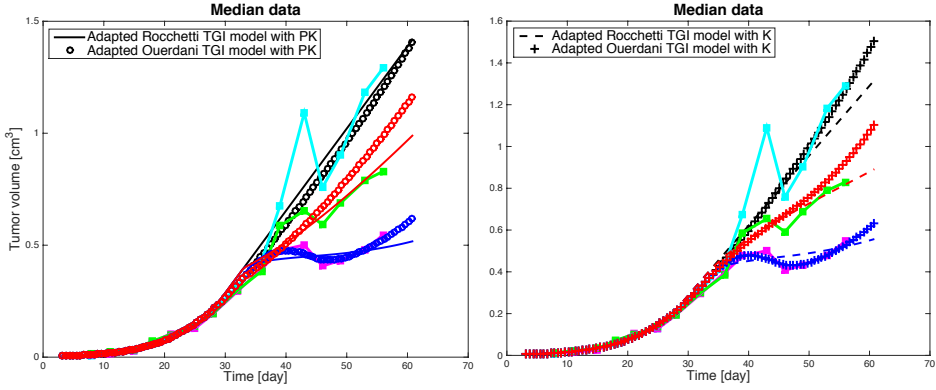 Median data
1.5
1
0.5
0
Tumor volume [cm3]
Adapted Rocchetti TGI model with PK
Adapted Ouerdani TGI model with PK
0 10 20 30 40 50 60 70
Time [day]
Median data
1.6
1.4
1.2
1
0.8
0.6
0.4
0.2
0
Adapted Rocchetti TGI model with K
Adapted Ouerdani TGI model with K
0 10 20 30 40 50 60 70
Time [day]